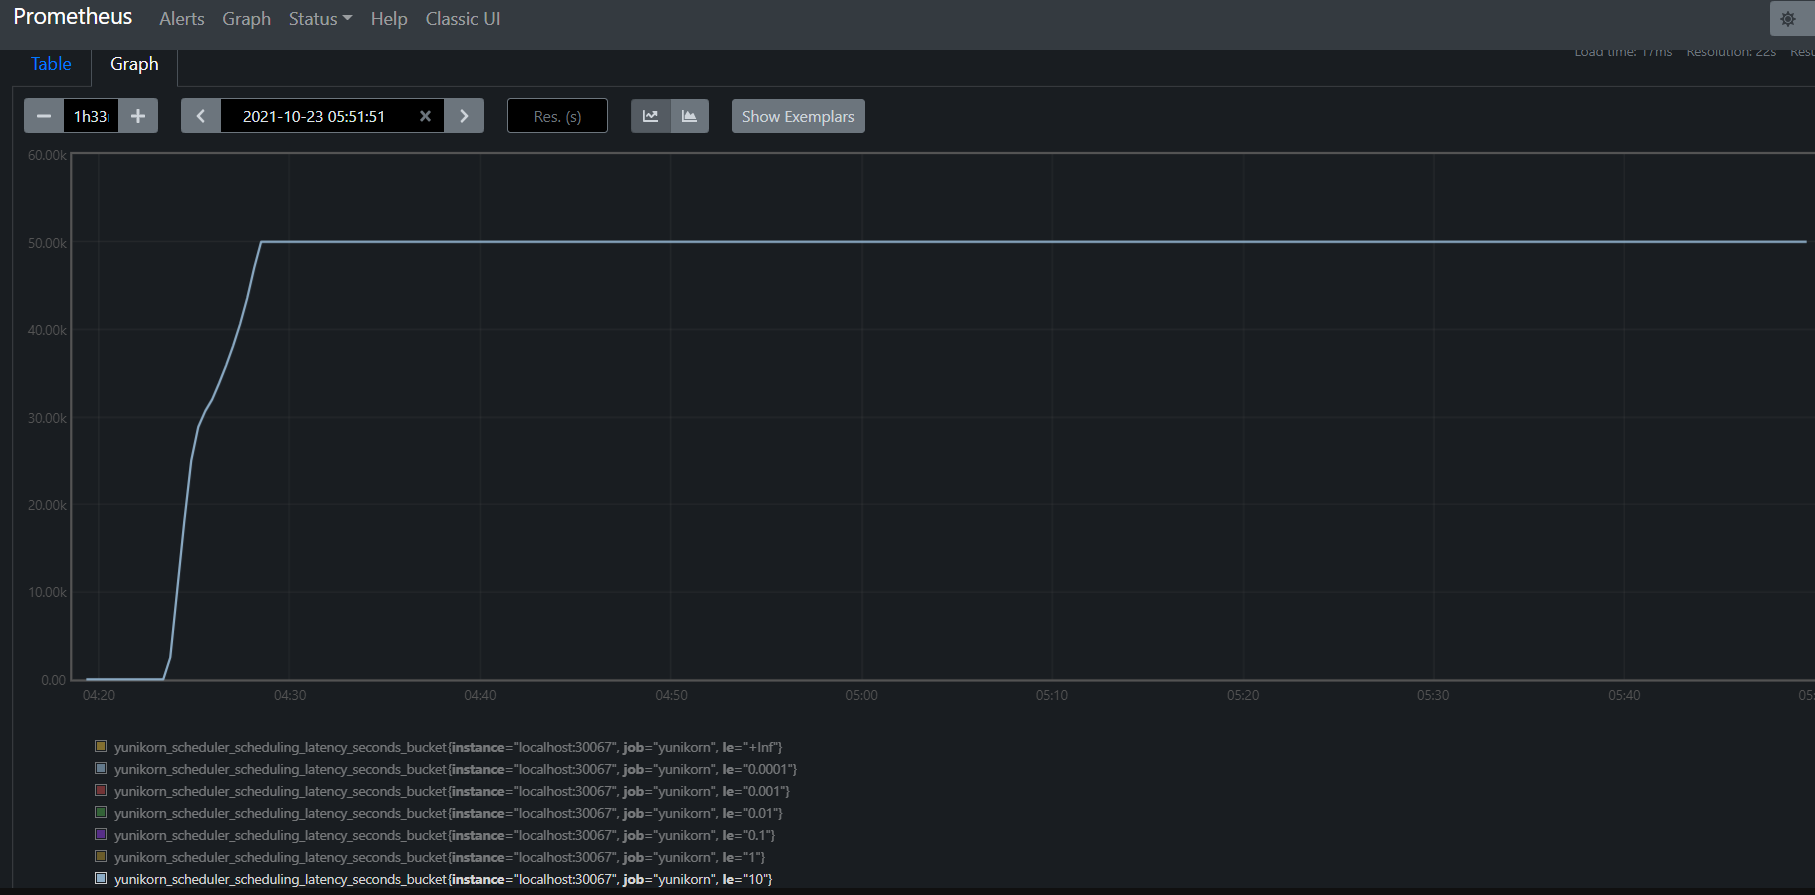 Prometheus Alerts Graph Status Help Classic UI
Load time: 17ms Resolution: 22s
Table Graph
1h33 2021-10-23 05:51:51 Res. (s) Show Exemplars
60.00k
50.00k
40.00k
30.00k
20.00k
10.00k
0.00
04:20 04:30 04:40 04:50 05:00 05:10 05:20 05:30 05:40
yunikorn_scheduler_scheduling_latency_seconds_bucket{instance="localhost:30067", job="yunikorn", le="+Inf"}
yunikorn_scheduler_scheduling_latency_seconds_bucket{instance="localhost:30067", job="yunikorn", le="0.0001"}
yunikorn_scheduler_scheduling_latency_seconds_bucket{instance="localhost:30067", job="yunikorn", le="0.001"}
yunikorn_scheduler_scheduling_latency_seconds_bucket{instance="localhost:30067", job="yunikorn", le="0.01"}
yunikorn_scheduler_scheduling_latency_seconds_bucket{instance="localhost:30067", job="yunikorn", le="0.1"}
yunikorn_scheduler_scheduling_latency_seconds_bucket{instance="localhost:30067", job="yunikorn", le="1"}
yunikorn_scheduler_scheduling_latency_seconds_bucket{instance="localhost:30067", job="yunikorn", le="10"}